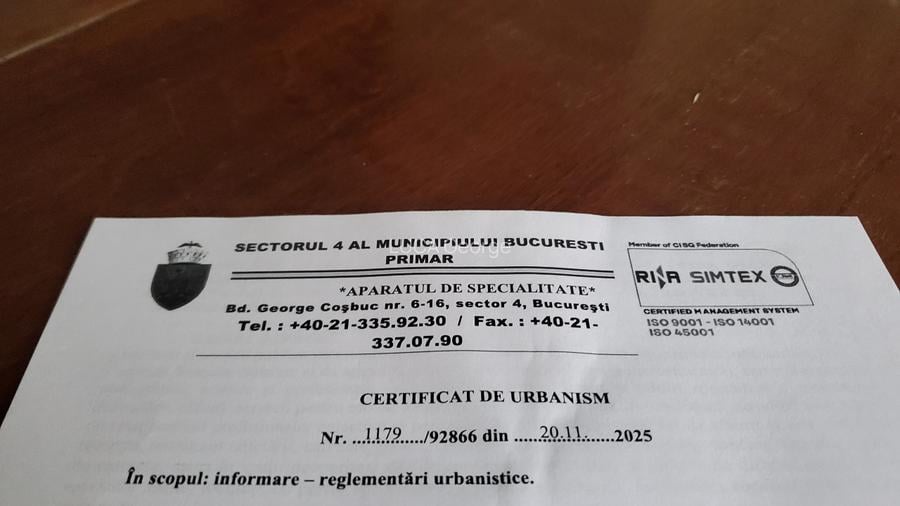 SECTORUL 4 AL MUNICIPIULUI BUCURESTI
PRIMAR
*APARATUL DE SPECIALITATE*
Bd. George Coşbuc nr. 6-16, sector 4, Bucureşti
Tel. : +40-21-335.92.30 / Fax. : +40-21-
337.07.90
Member of CISQ Federation
RINA SIMTEX
CERTIFIED MANAGEMENT SYSTEM
ISO 9001 - ISO 14001
ISO 45001
CERTIFICAT DE URBANISM
Nr. ...1179...../92866 din ......20.11.......2025
În scopul: informare – reglementări urbanistice.